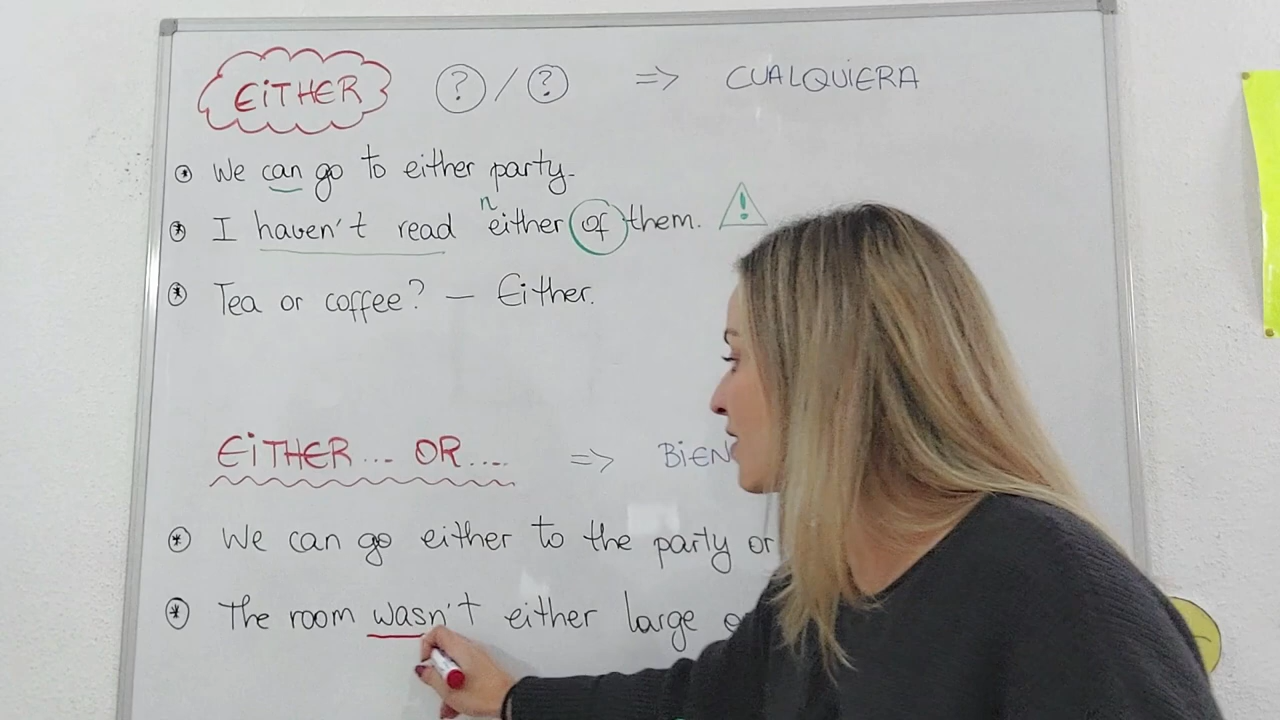 EITHER ? / ? => CUALQUIERA
We can go to either party.
I haven't read neither of them. !
Tea or coffee? — Either.
EITHER... OR.... => BIEN
We can go either to the party or
The room wasn't either large